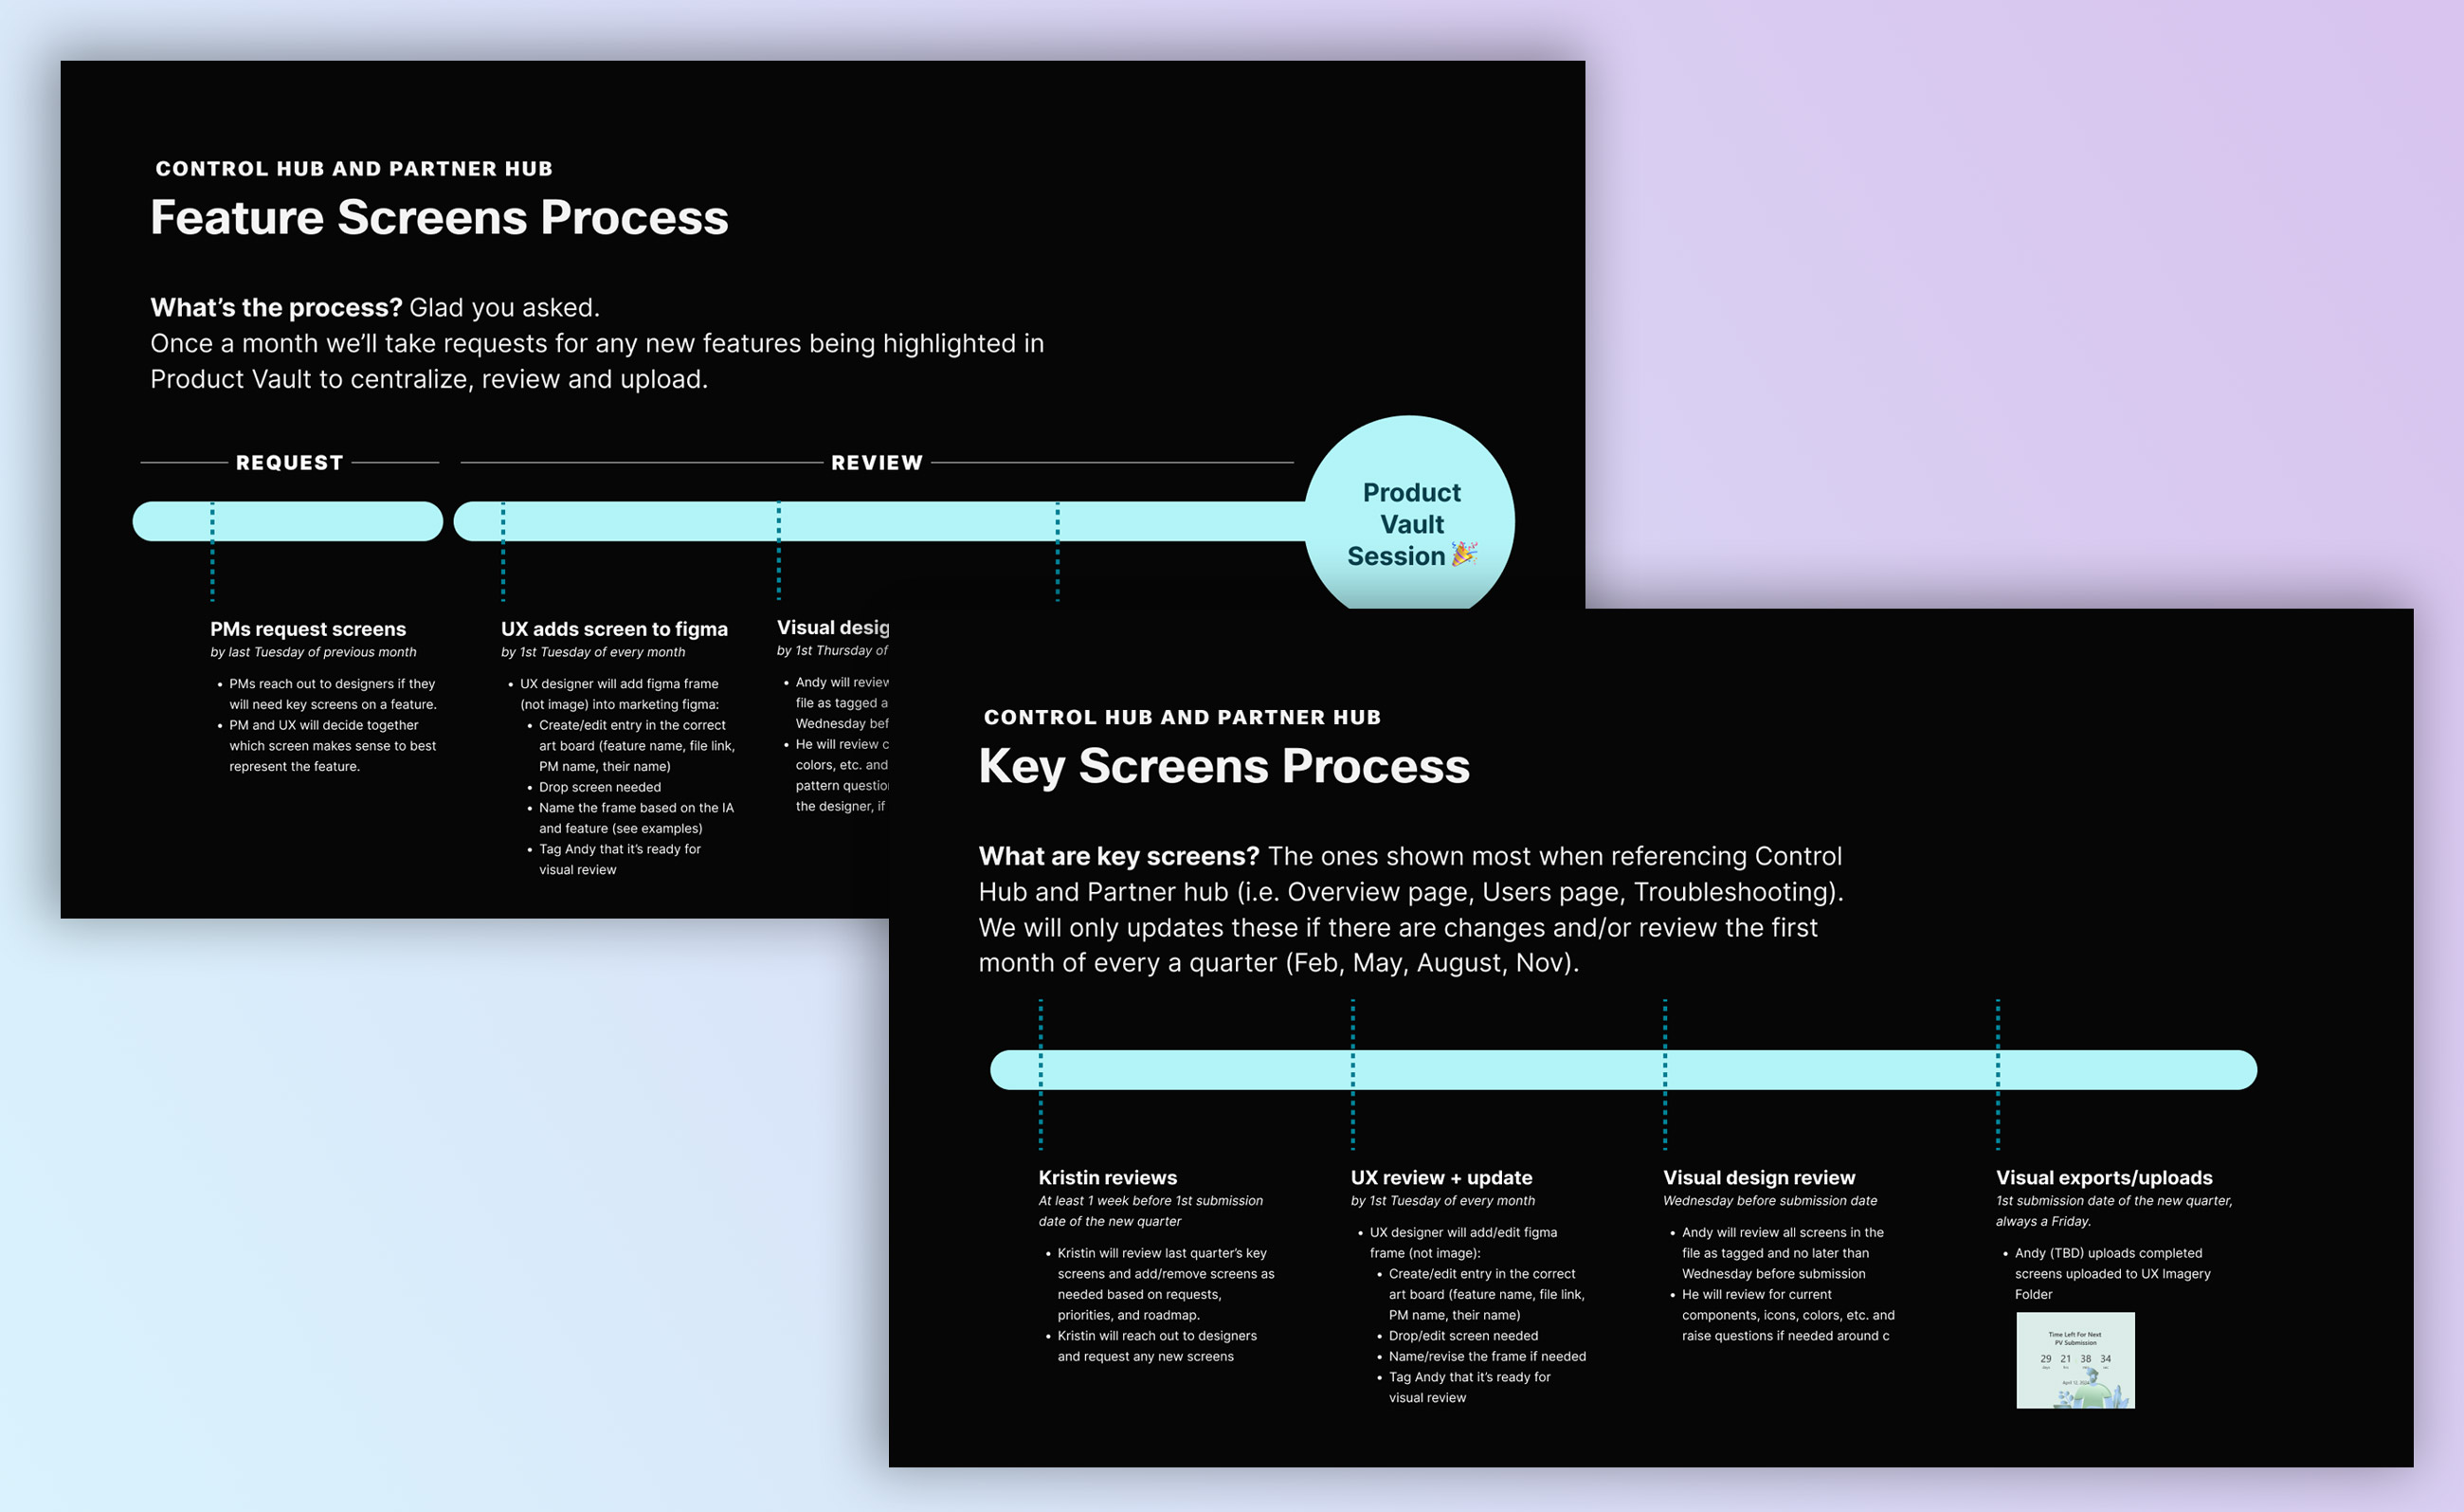 CONTROL HUB AND PARTNER HUB
Feature Screens Process
What’s the process? Glad you asked.
Once a month we’ll take requests for any new features being highlighted in
Product Vault to centralize, review and upload.
REQUEST
REVIEW
Product
Vault
Session 🎉
PMs request screens
by last Tuesday of previous month
• PMs reach out to designers if they
will need key screens on a feature.
• PM and UX will decide together
which screen makes sense to best
represent the feature.
UX adds screen to figma
by 1st Tuesday of every month
• UX designer will add figma frame
(not image) into marketing figma:
• Create/edit entry in the correct
art board (feature name, file link,
PM name, their name)
• Drop screen needed
• Name the frame based on the IA
and feature (see examples)
• Tag Andy that it’s ready for
visual review
Visual desig
by 1st Thursday of
• Andy will review
file as tagged a
Wednesday bef
• He will review c
colors, etc. and
pattern question
the designer, if
CONTROL HUB AND PARTNER HUB
Key Screens Process
What are key screens? The ones shown most when referencing Control
Hub and Partner hub (i.e. Overview page, Users page, Troubleshooting).
We will only updates these if there are changes and/or review the first
month of every a quarter (Feb, May, August, Nov).
Kristin reviews
At least 1 week before 1st submission
date of the new quarter
• Kristin will review last quarter’s key
screens and add/remove screens as
needed based on requests,
priorities, and roadmap.
• Kristin will reach out to designers
and request any new screens
UX review + update
by 1st Tuesday of every month
• UX designer will add/edit figma
frame (not image):
• Create/edit entry in the correct
art board (feature name, file link,
PM name, their name)
• Drop/edit screen needed
• Name/revise the frame if needed
• Tag Andy that it’s ready for
visual review
Visual design review
Wednesday before submission date
• Andy will review all screens in the
file as tagged and no later than
Wednesday before submission
• He will review for current
components, icons, colors, etc. and
raise questions if needed around c
Visual exports/uploads
1st submission date of the new quarter,
always a Friday.
• Andy (TBD) uploads completed
screens uploaded to UX Imagery
Folder
Time Left For Next
PV Submission
29 21 38 34
April 12, 2024